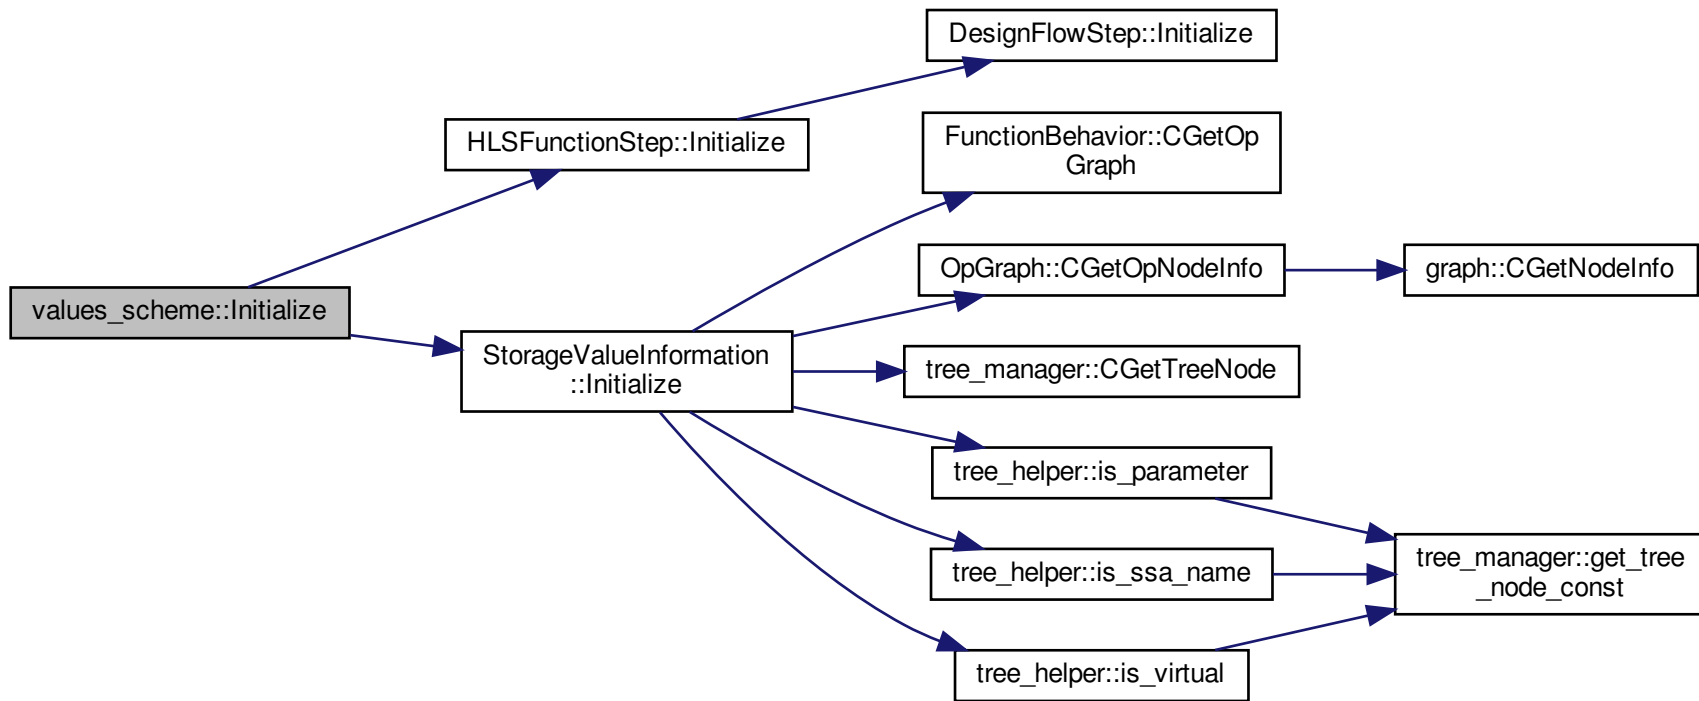 DesignFlowStep::Initialize
HLSFunctionStep::Initialize
FunctionBehavior::CGetOp
Graph
OpGraph::CGetOpNodeInfo
graph::CGetNodeInfo
values_scheme::Initialize
StorageValueInformation
::Initialize
tree_manager::CGetTreeNode
tree_helper::is_parameter
tree_helper::is_ssa_name
tree_manager::get_tree
_node_const
tree_helper::is_virtual